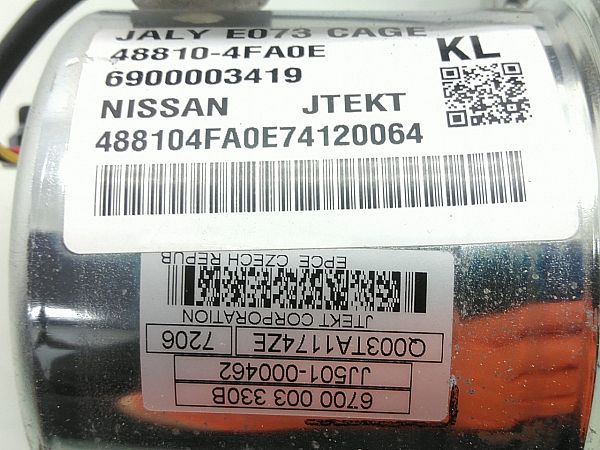 JALY E073 CAGE
48810-4FA0E
KL
6900003419
NISSAN JTEKT
488104FA0E74120064
6700 003 330B
JJ501-000462
Q003TA1174ZE 7206
JTEKT CORPORATION
EPCE, CZECH REPUB